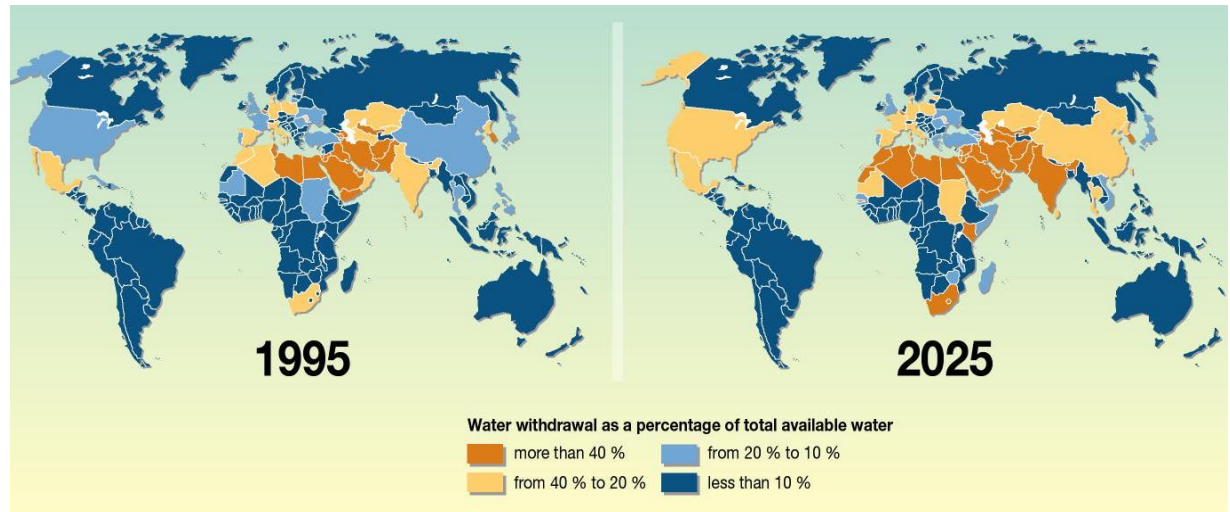 1995
2025
Water withdrawal as a percentage of total available water
more than 40 %
from 20 % to 10 %
from 40 % to 20 %
less than 10 %